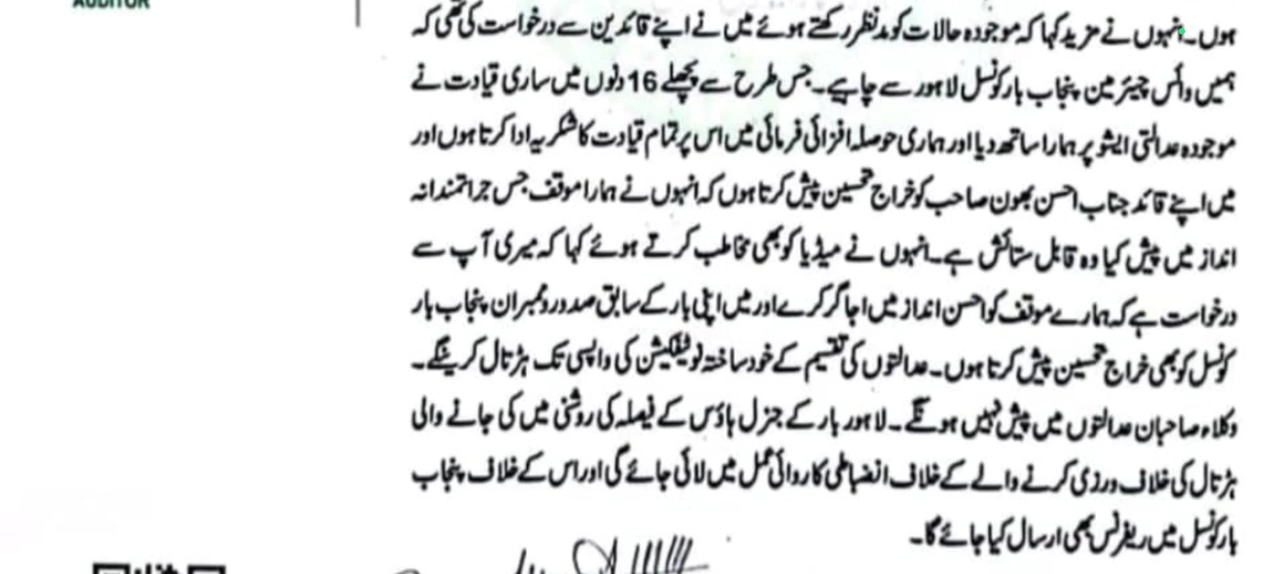 AUDITOR
ہوں۔انہوں نے مزید کہا کہ موجودہ حالات کو مدنظر رکھتے ہوئے میں نے اپنے قائدین سے درخواست کی تھی کہ
ہمیں وائس چیئرمین پنجاب بار کونسل لاہور سے چاہیے۔جس طرح سے پچھلے 16 دنوں میں ساری قیادت نے
موجودہ عدالتی ایشو پر ہمارا ساتھ دیا اور ہماری حوصلہ افزائی فرمائی میں اس پر تمام قیادت کا شکریہ ادا کرتا ہوں اور
میں اپنے قائد جناب احسن بھون صاحب کو خراج تحسین پیش کرتا ہوں کہ انہوں نے ہمارا موقف جس جراتمندانہ
انداز میں پیش کیا وہ قابل ستائش ہے۔انہوں نے میڈیا کو بھی مخاطب کرتے ہوئے کہا کہ میری آپ سے
درخواست ہے کہ ہمارے موقف کو احسن انداز میں اجاگر کرے اور میں اپنی بار کے سابق صدور و ممبران پنجاب بار
کونسل کو بھی خراج تحسین پیش کرتا ہوں۔عدالتوں کی تقسیم کے خود ساختہ نوٹیفکیشن کی واپسی تک ہڑتال کرینگے۔
وکلاء صاحبان عدالتوں میں پیش نہیں ہونگے۔لاہور بار کے جنرل ہاؤس کے فیصلہ کی روشنی میں کی جانے والی
ہڑتال کی خلاف ورزی کرنے والے کے خلاف انضباطی کاروائی عمل میں لائی جائے گی اور اس کے خلاف پنجاب
بار کونسل میں ریفرنس بھی ارسال کیا جائے گا۔